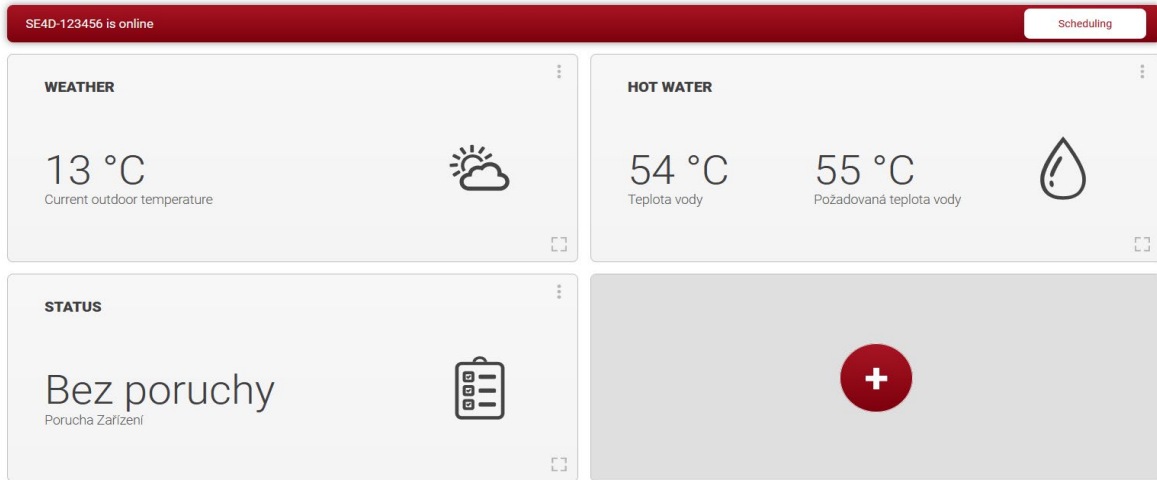 SE4D-123456 is online
Scheduling
WEATHER
13 °C
Current outdoor temperature
HOT WATER
54 °C 55 °C
Teplota vody Požadovaná teplota vody
STATUS
Bez poruchy
Porucha Zařízení